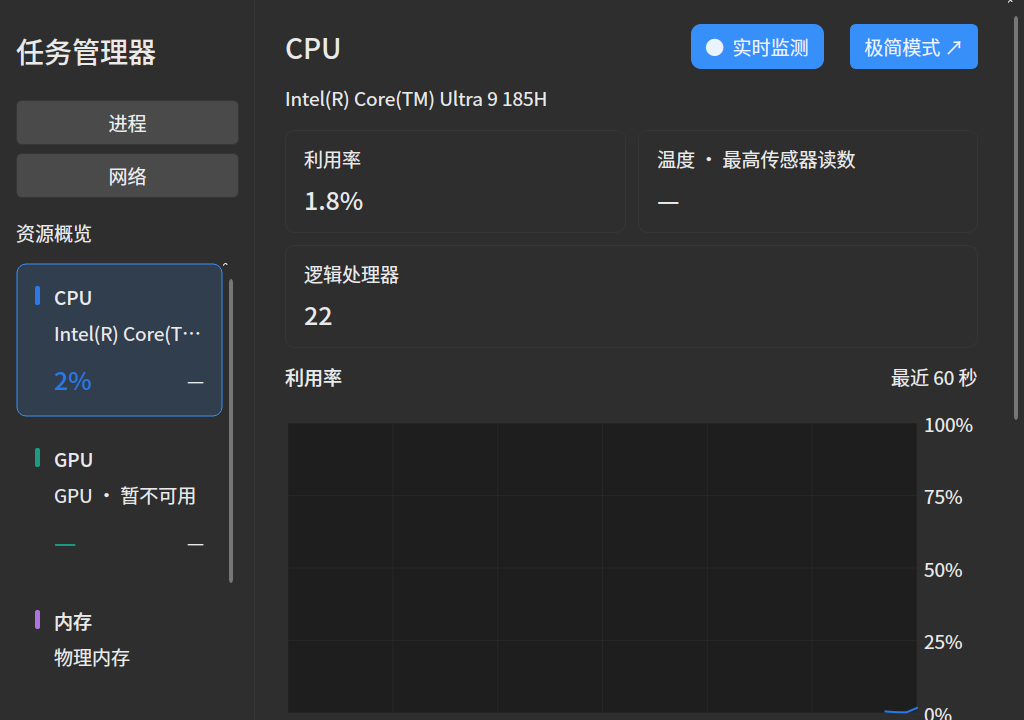 任务管理器
进程
网络
资源概览
CPU
Intel(R) Core(T…
2%
—
GPU
GPU · 暂不可用
—
—
内存
物理内存
CPU
实时监测
极简模式 ↗
Intel(R) Core(TM) Ultra 9 185H
利用率
1.8%
温度 · 最高传感器读数
—
逻辑处理器
22
利用率
最近 60 秒
100%
75%
50%
25%
0%